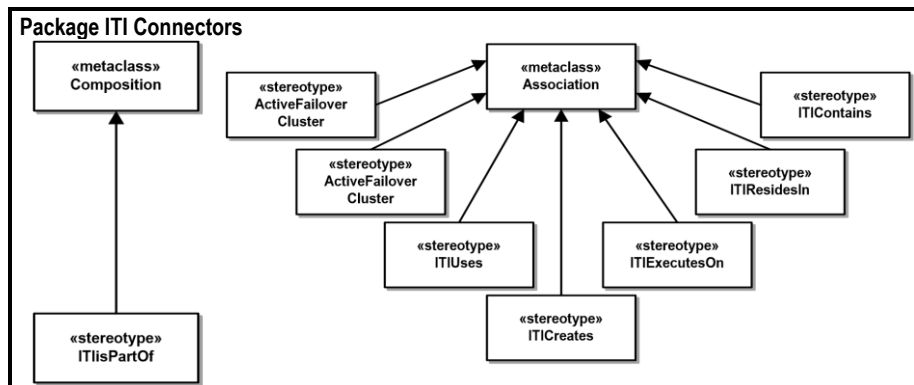 Package ITI Connectors
«metaclass»
Composition
«metaclass»
Association
«stereotype»
ActiveFailover
Cluster
«stereotype»
ITIContains
«stereotype»
ActiveFailover
Cluster
«stereotype»
ITIResidesIn
«stereotype»
ITIUses
«stereotype»
ITIExecutesOn
«stereotype»
ITICreates
«stereotype»
ITIisPartOf